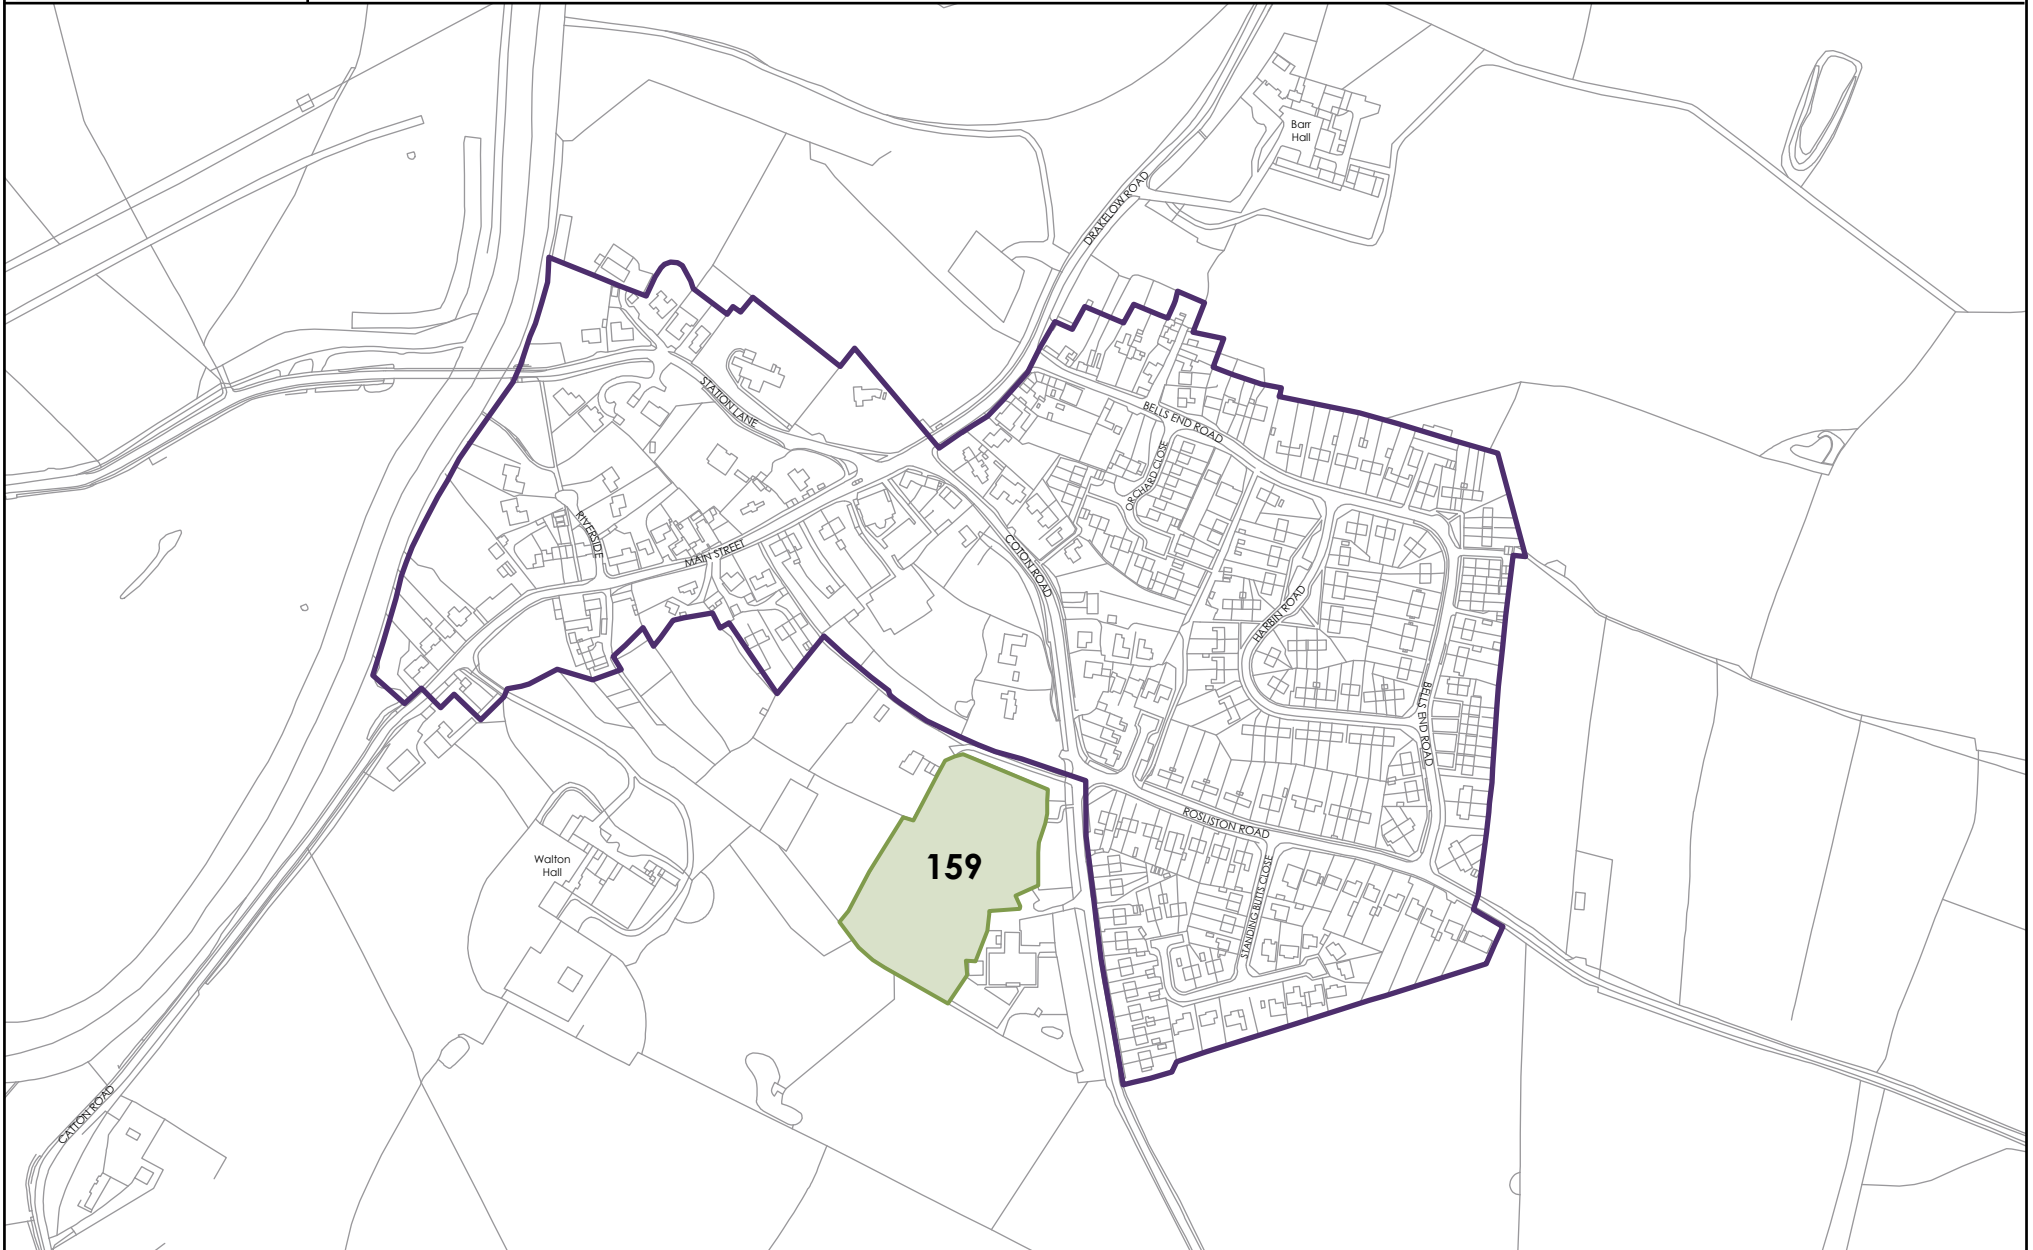 Barr
Hall
DRAKELOW ROAD
STATION LANE
BELLS END ROAD
ORCHARD CLOSE
RIVERSIDE
MAIN STREET
COTON ROAD
HARBIN ROAD
BELLS END ROAD
ROSLISTON ROAD
Walton
Hall
159
STANDING BUTTS CLOSE
CATTON ROAD